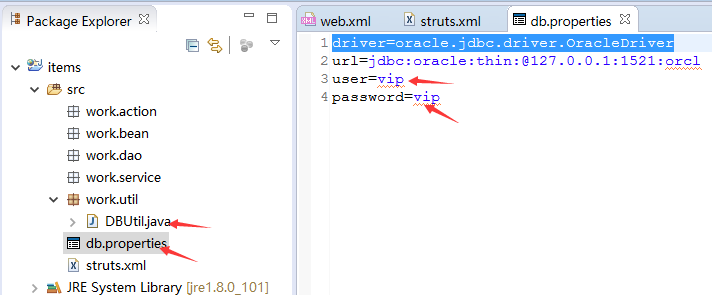 Package Explorer
items
src
work.action
work.bean
work.dao
work.service
work.util
DBUtil.java
db.properties
struts.xml
JRE System Library [jre1.8.0_101]
web.xml
struts.xml
db.properties
1 driver=oracle.jdbc.driver.OracleDriver
2 url=jdbc:oracle:thin:@127.0.0.1:1521:orcl
3 user=vip
4 password=vip